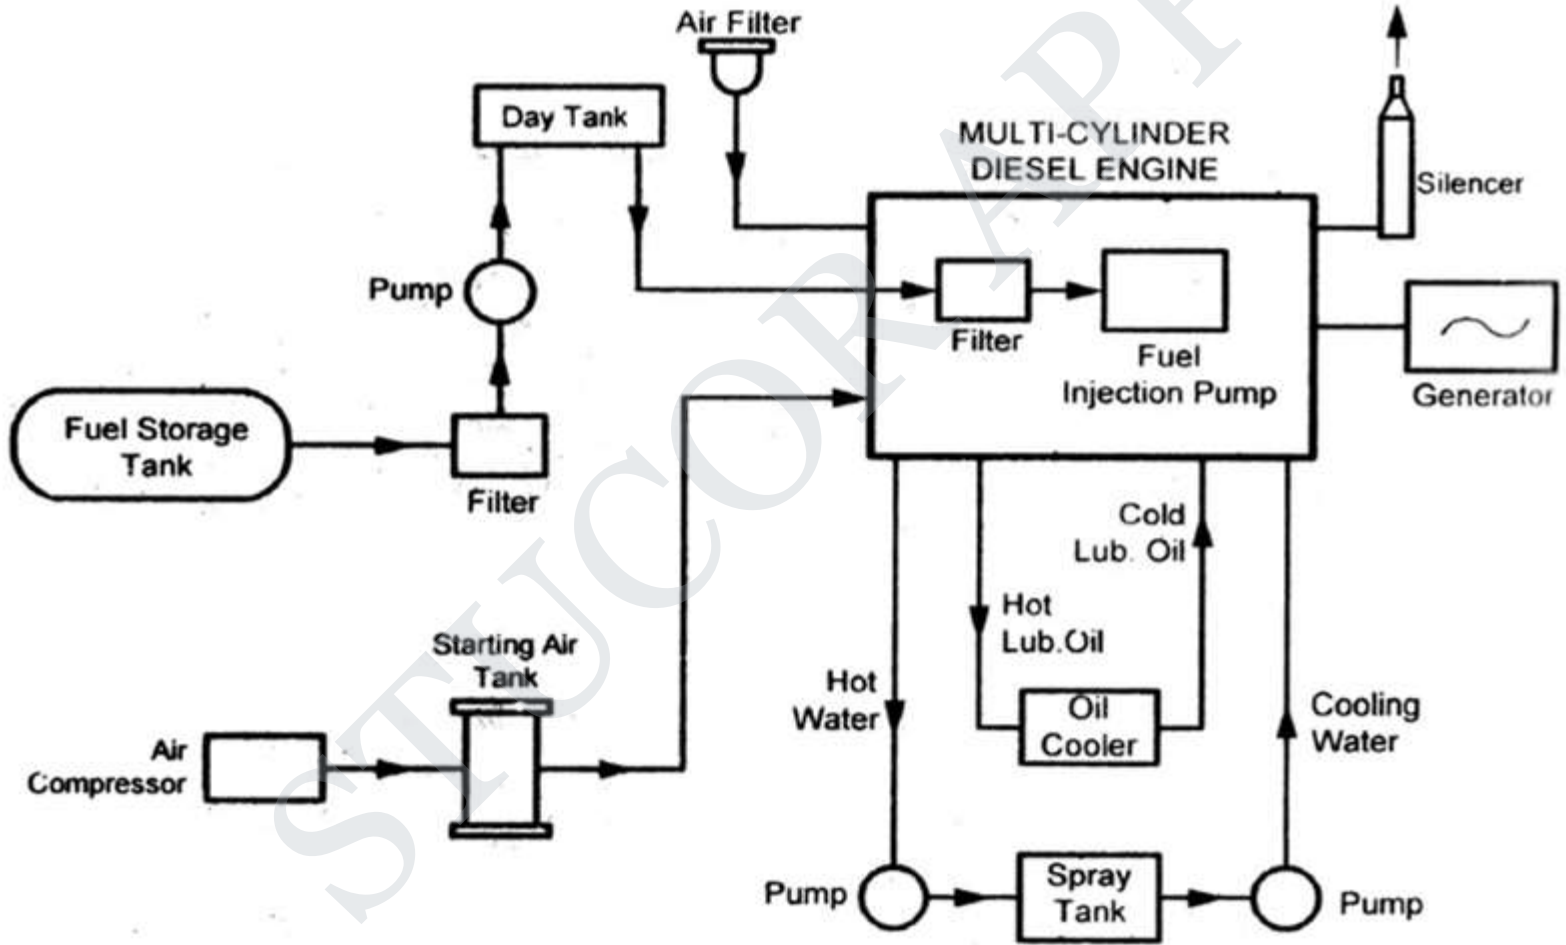 Air Filter
Day Tank
MULTI-CYLINDER
DIESEL ENGINE
Silencer
Pump
Filter
Fuel
Injection Pump
Generator
Fuel Storage
Tank
Filter
Cold
Lub. Oil
Hot
Lub.Oil
Starting Air
Tank
Hot
Water
Oil
Cooler
Cooling
Water
Air
Compressor
Pump
Spray
Tank
Pump
STUCOR APP